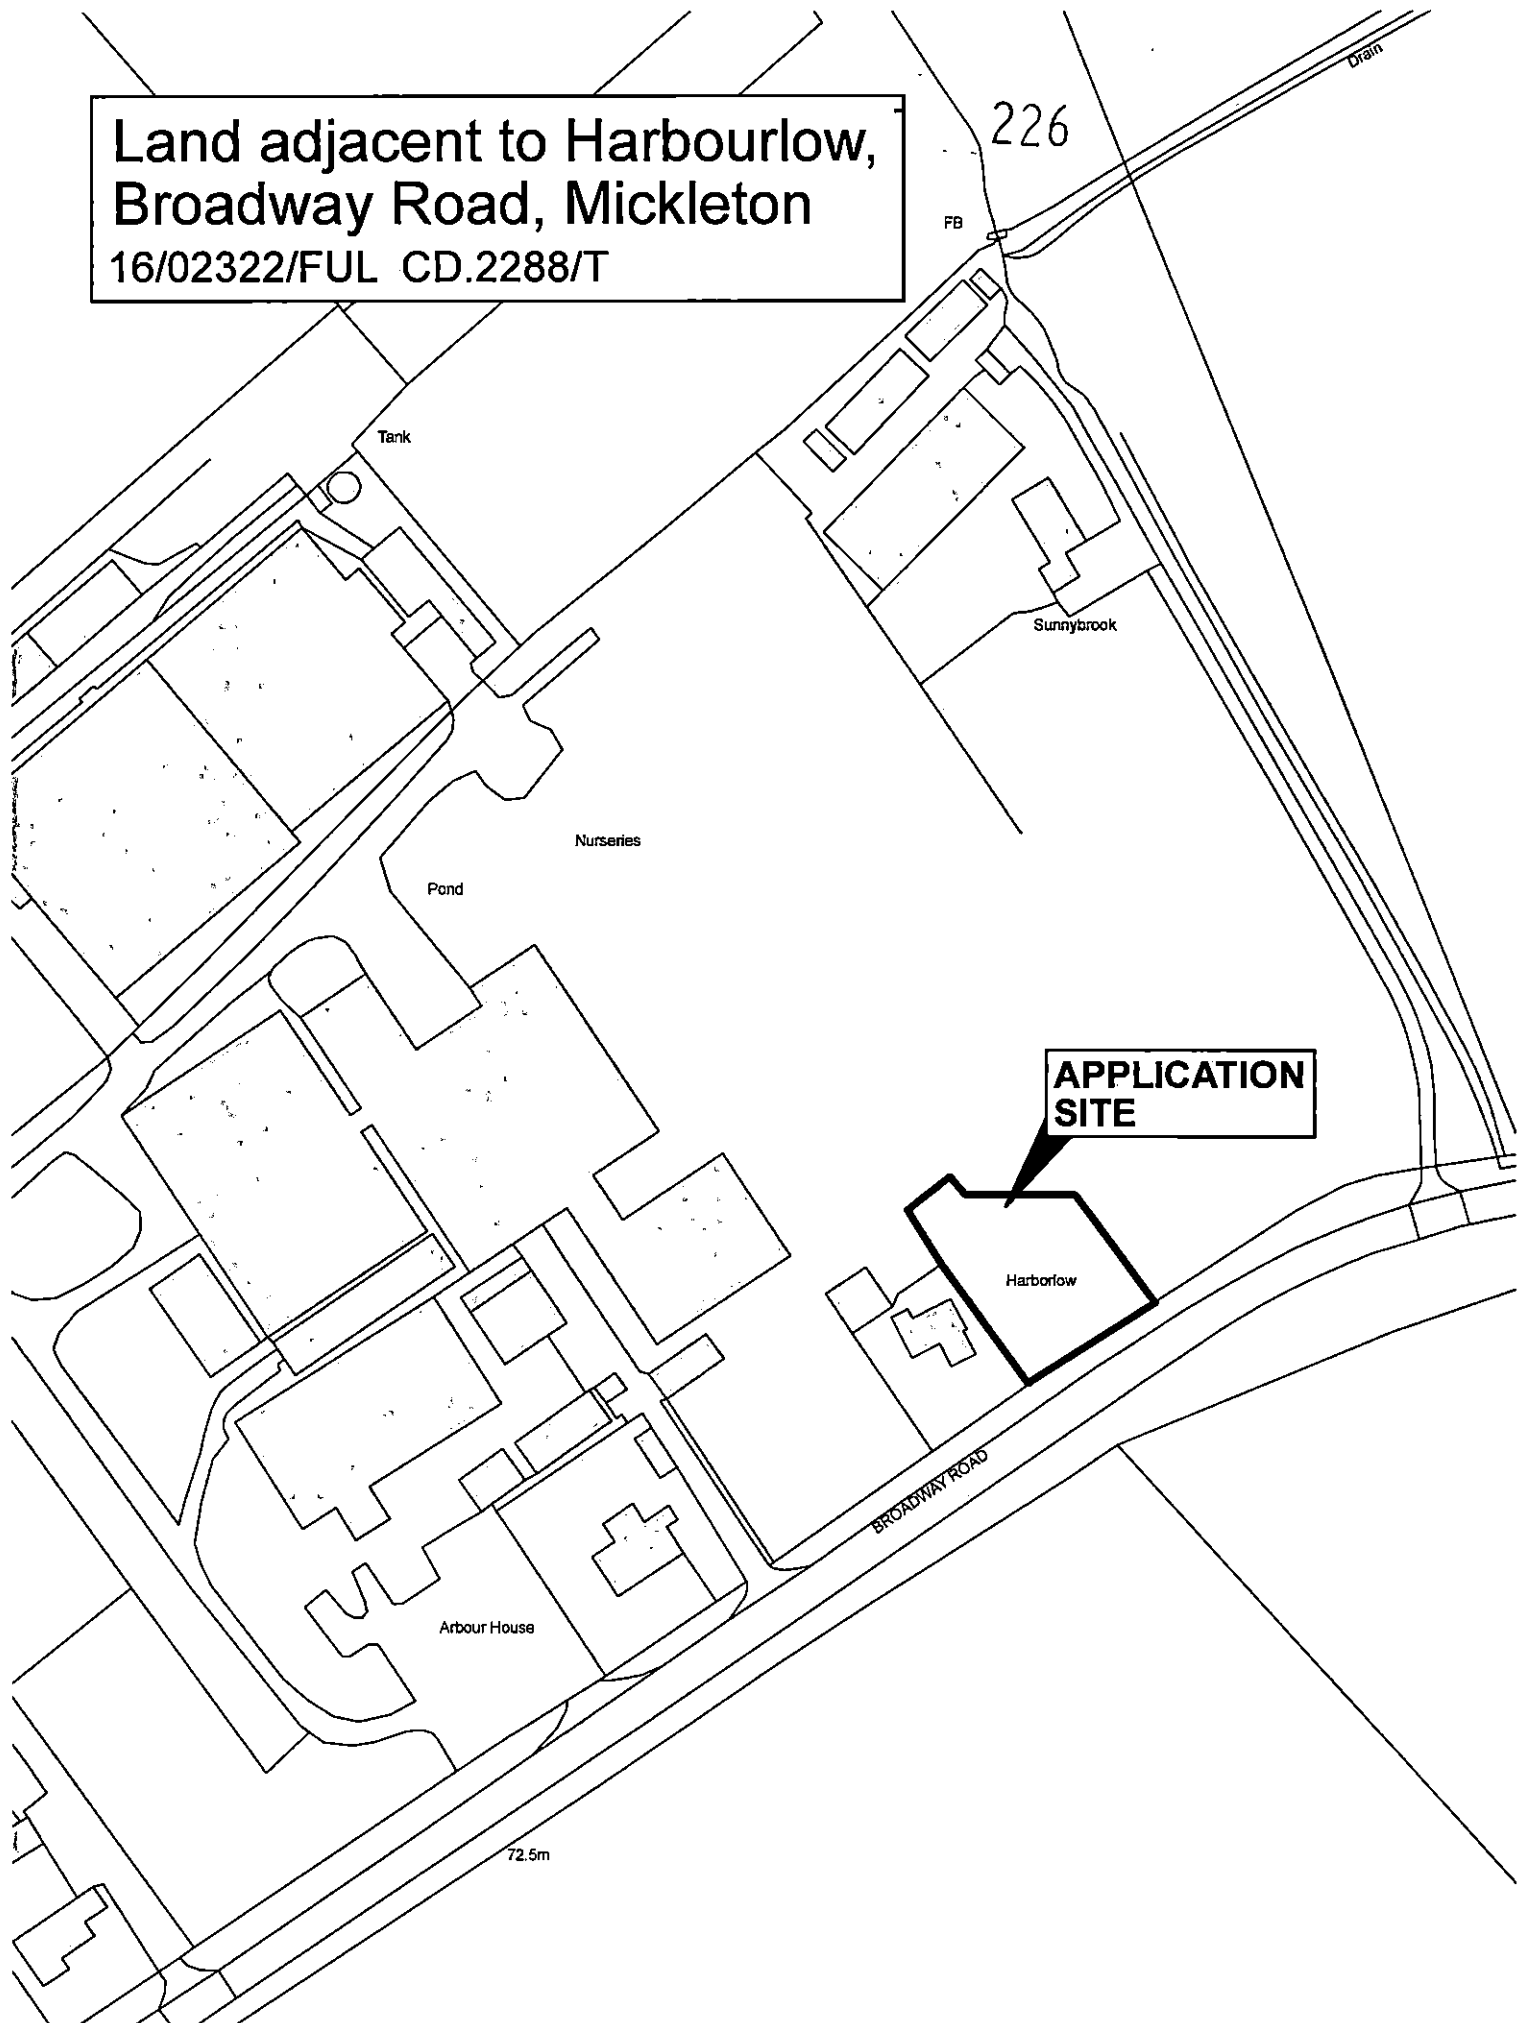 Drain
226
Land adjacent to Harbourlow,
Broadway Road, Mickleton
16/02322/FUL CD.2288/T
FB
Tank
Sunnybrook
Nurseries
Pond
APPLICATION
SITE
Harborlow
BROADWAY ROAD
Arbour House
72.5m